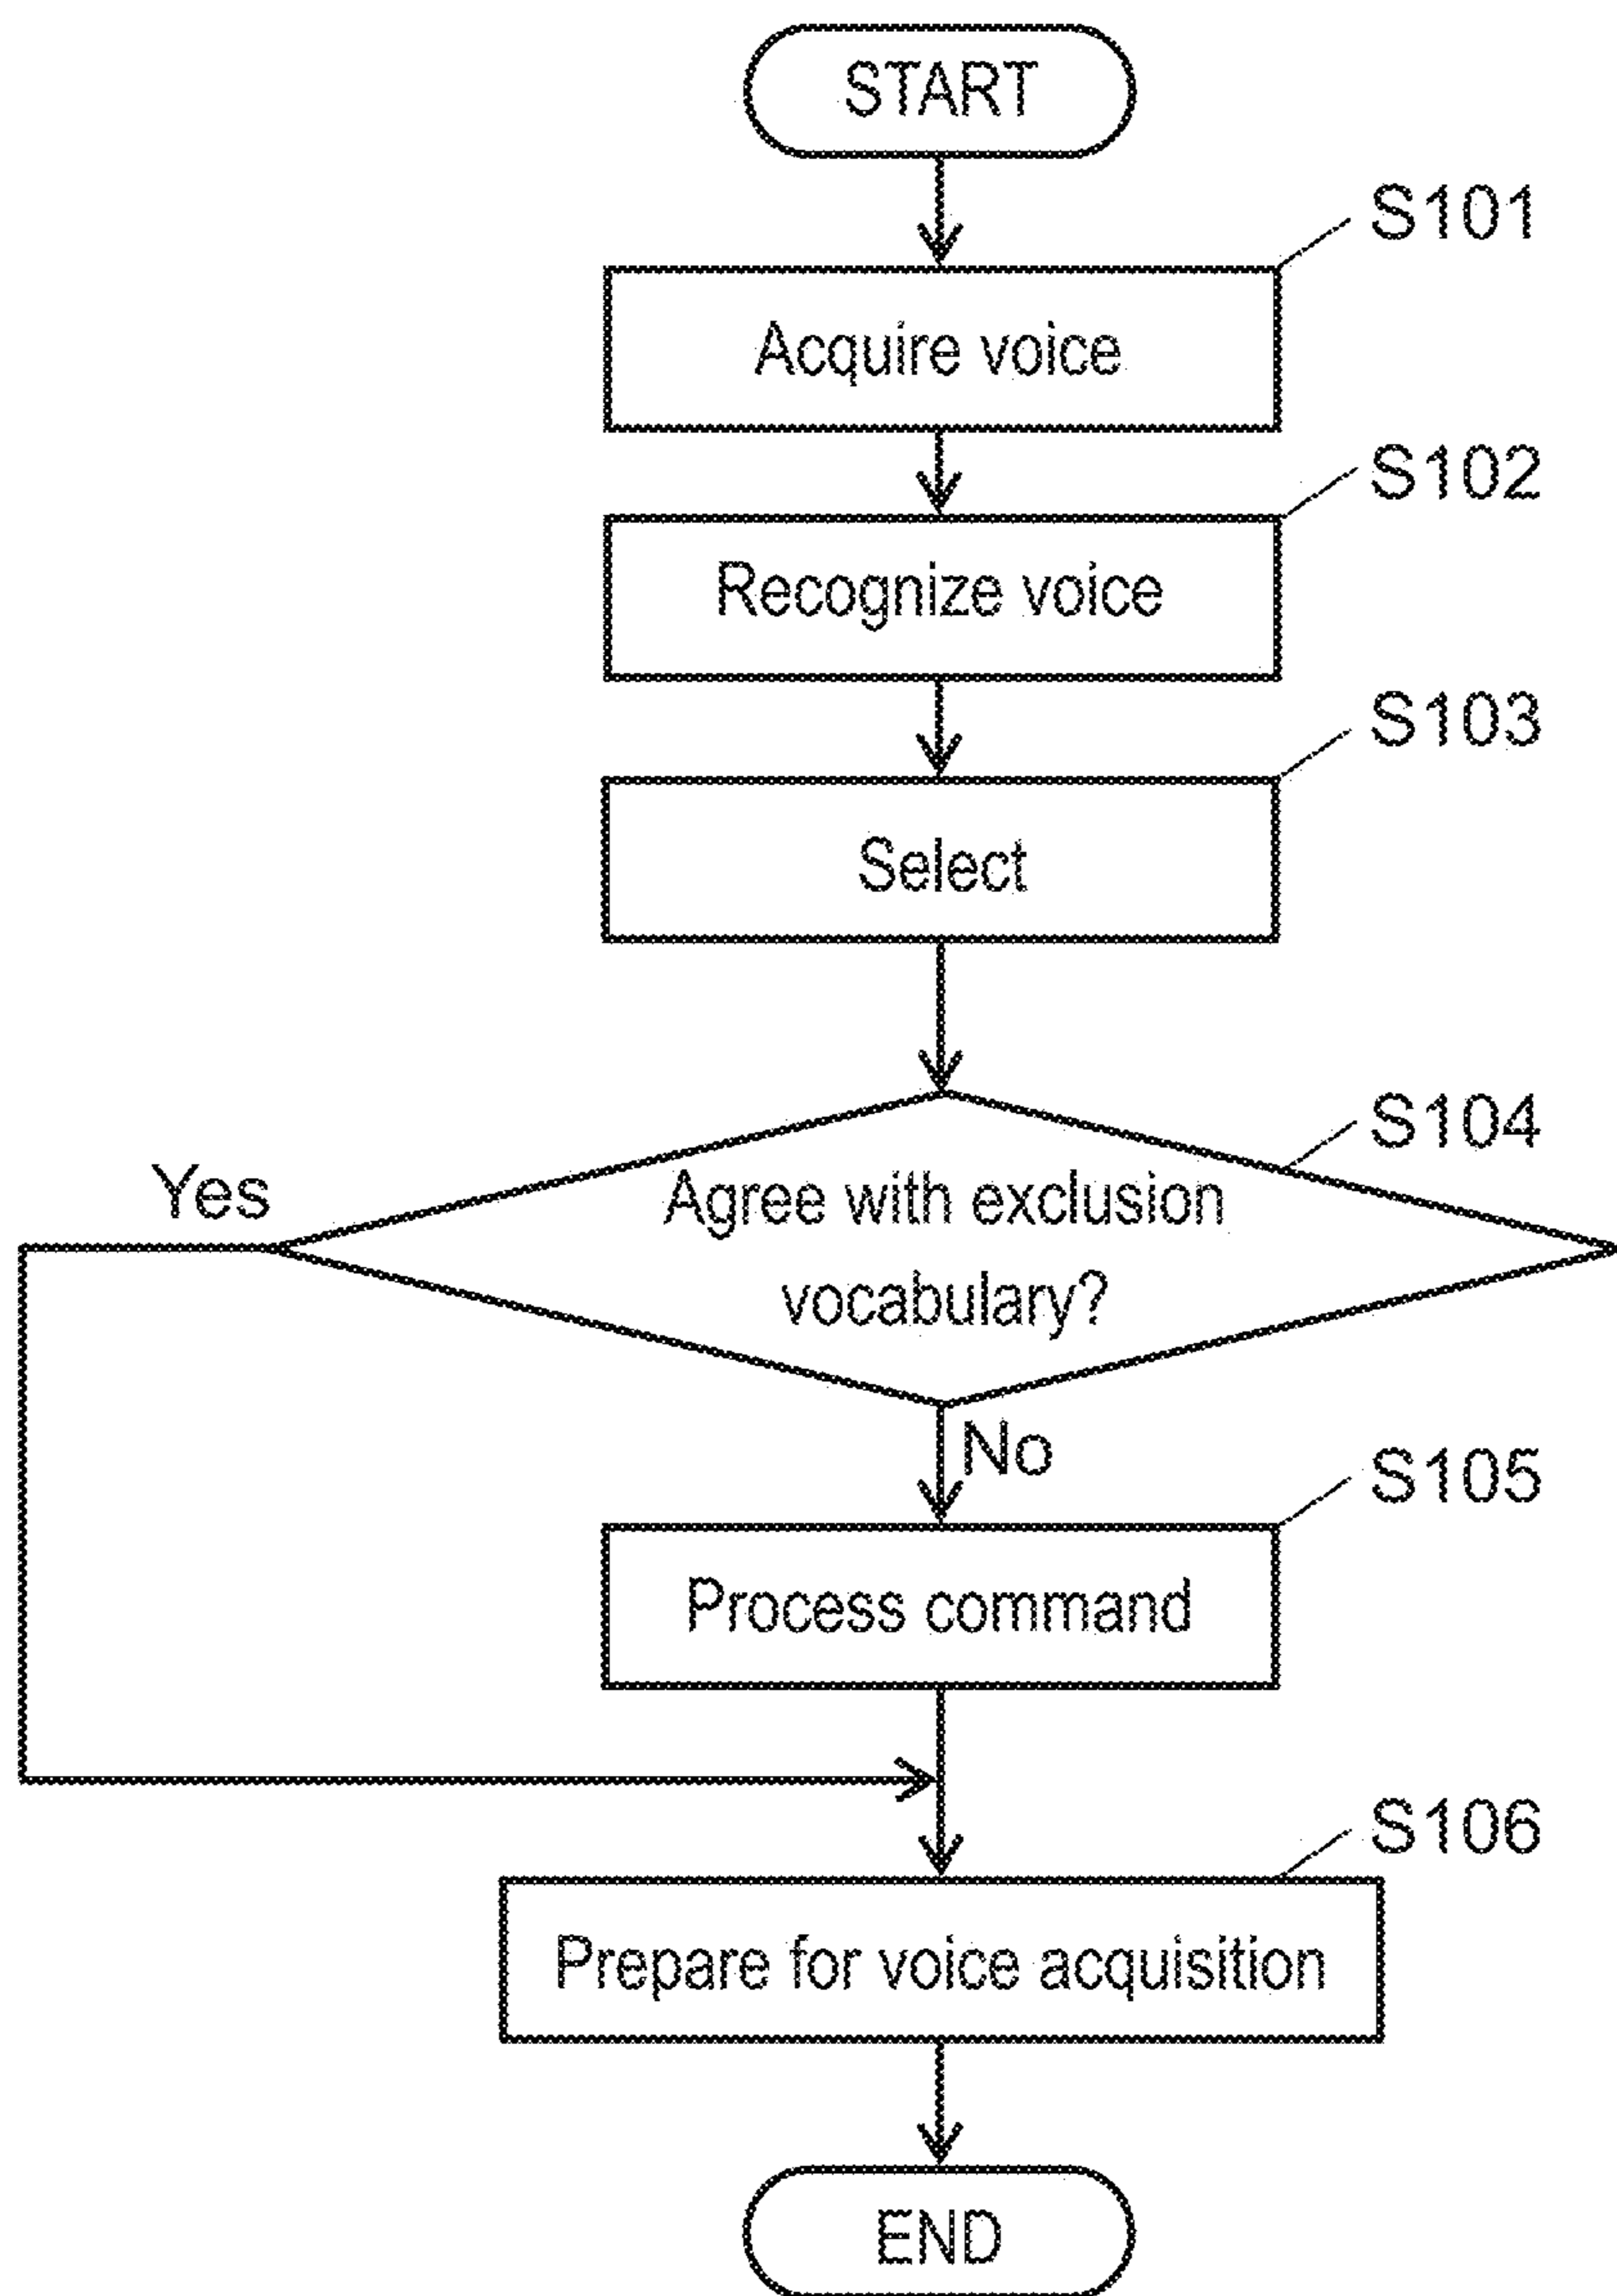 START
S101
Acquire voice
S102
Recognize voice
S103
Select
S104
Yes
Agree with exclusion
vocabulary?
No
S105
Process command
S106
Prepare for voice acquisition
END